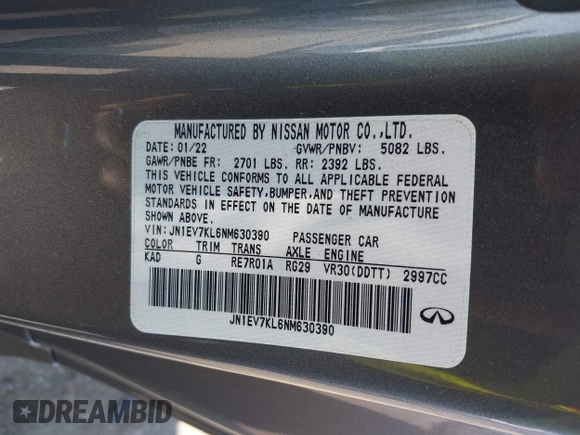 MANUFACTURED BY NISSAN MOTOR CO.,LTD.
DATE: 01/22 GVWR/PNBV: 5082 LBS.
GAWR/PNBE FR: 2701 LBS. RR: 2392 LBS.
THIS VEHICLE CONFORMS TO ALL APPLICABLE FEDERAL
MOTOR VEHICLE SAFETY,BUMPER,AND THEFT PREVENTION
STANDARDS IN EFFECT ON THE DATE OF MANUFACTURE
SHOWN ABOVE.
VIN: JN1EV7KL6NM630390 PASSENGER CAR
COLOR TRIM TRANS AXLE ENGINE
KAD G RE7R01A RG29 VR30(DDTT) 2997CC
JN1EV7KL6NM630390
INFINITI
DREAMBID